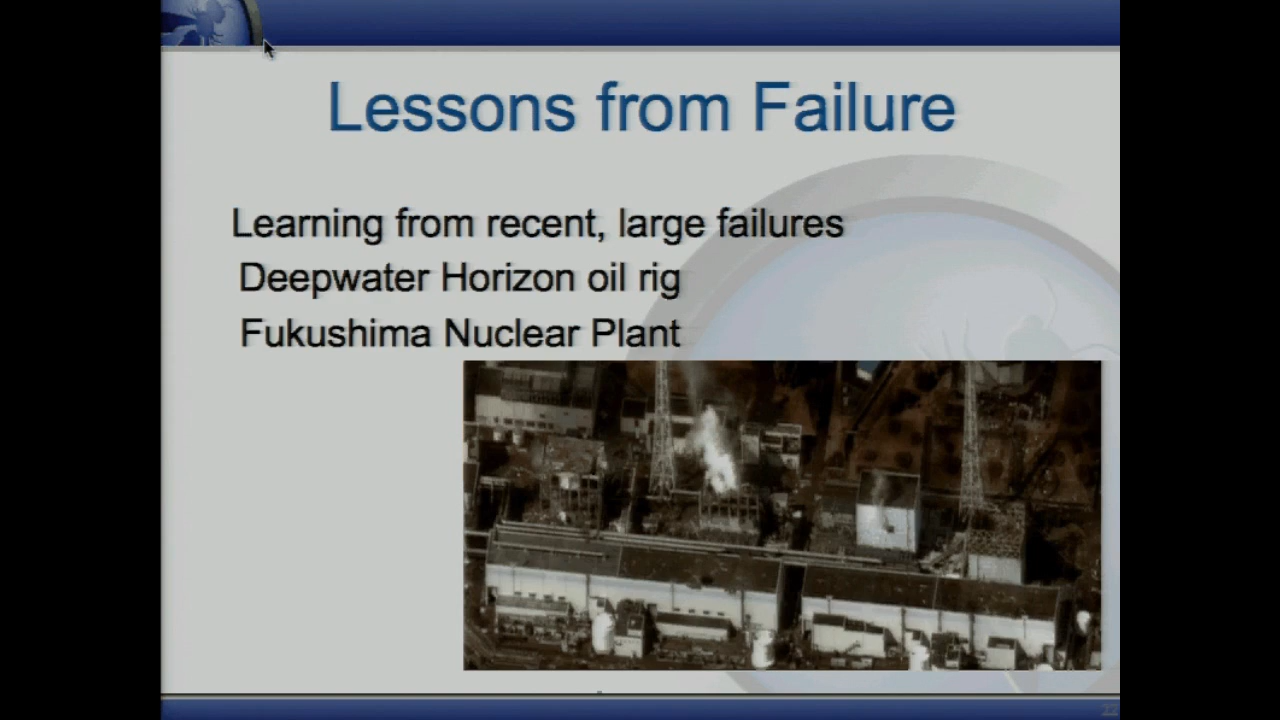 Lessons from Failure
Learning from recent, large failures
Deepwater Horizon oil rig
Fukushima Nuclear Plant